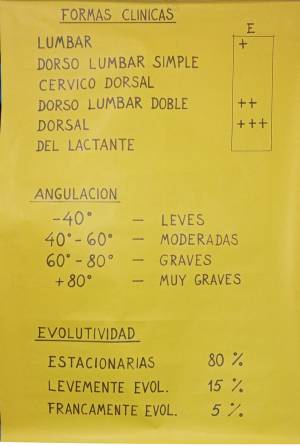 FORMAS CLINICAS
E
LUMBAR +
DORSO LUMBAR SIMPLE
CERVICO DORSAL
DORSO LUMBAR DOBLE ++
DORSAL +++
DEL LACTANTE
ANGULACION
-40° — LEVES
40°-60° — MODERADAS
60°-80° — GRAVES
+80° — MUY GRAVES
EVOLUTIVIDAD
ESTACIONARIAS 80 %
LEVEMENTE EVOL. 15 %
FRANCAMENTE EVOL. 5 %.